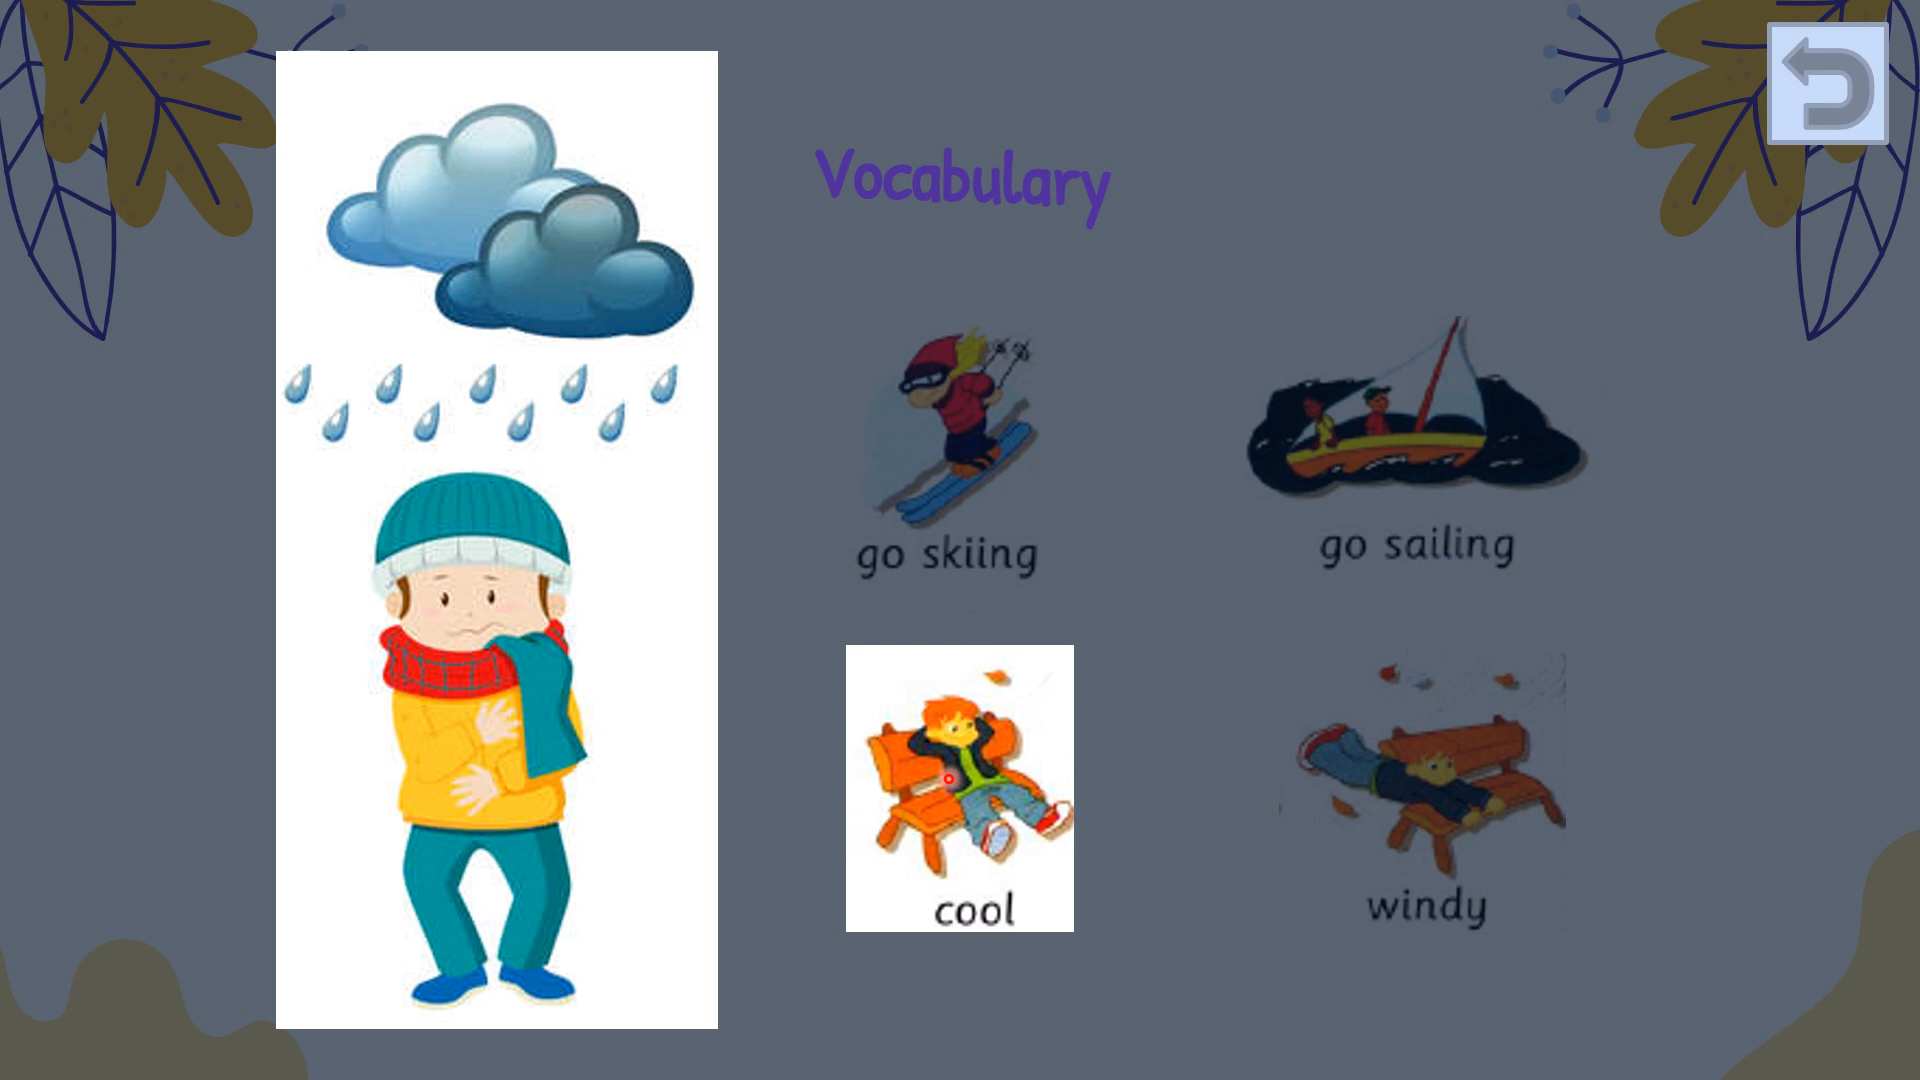 Vocabulary
go skiing
go sailing
cool
windy